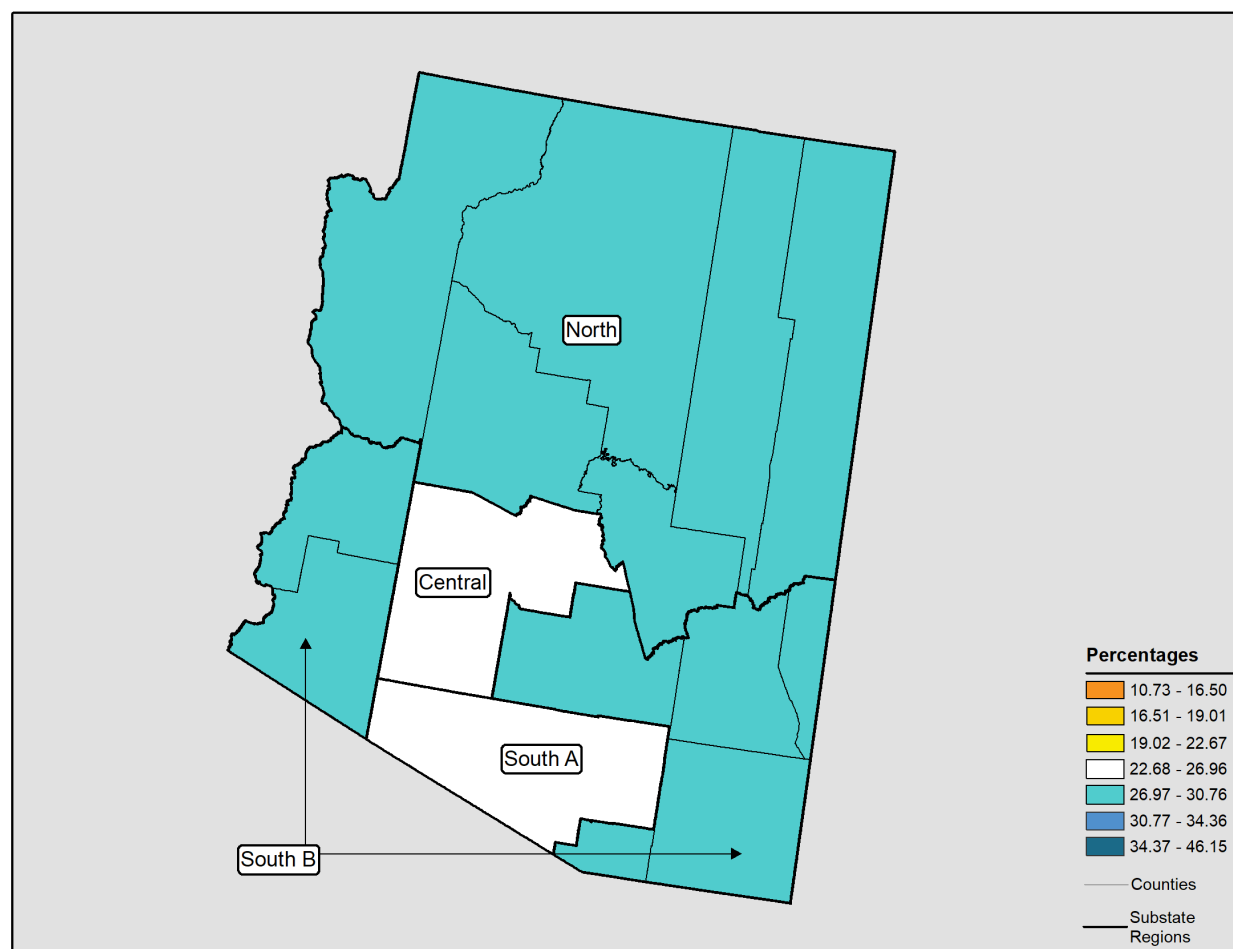 North
Central
South A
South B
Percentages
10.73 - 16.50
16.51 - 19.01
19.02 - 22.67
22.68 - 26.96
26.97 - 30.76
30.77 - 34.36
34.37 - 46.15
Counties
Substate
Regions